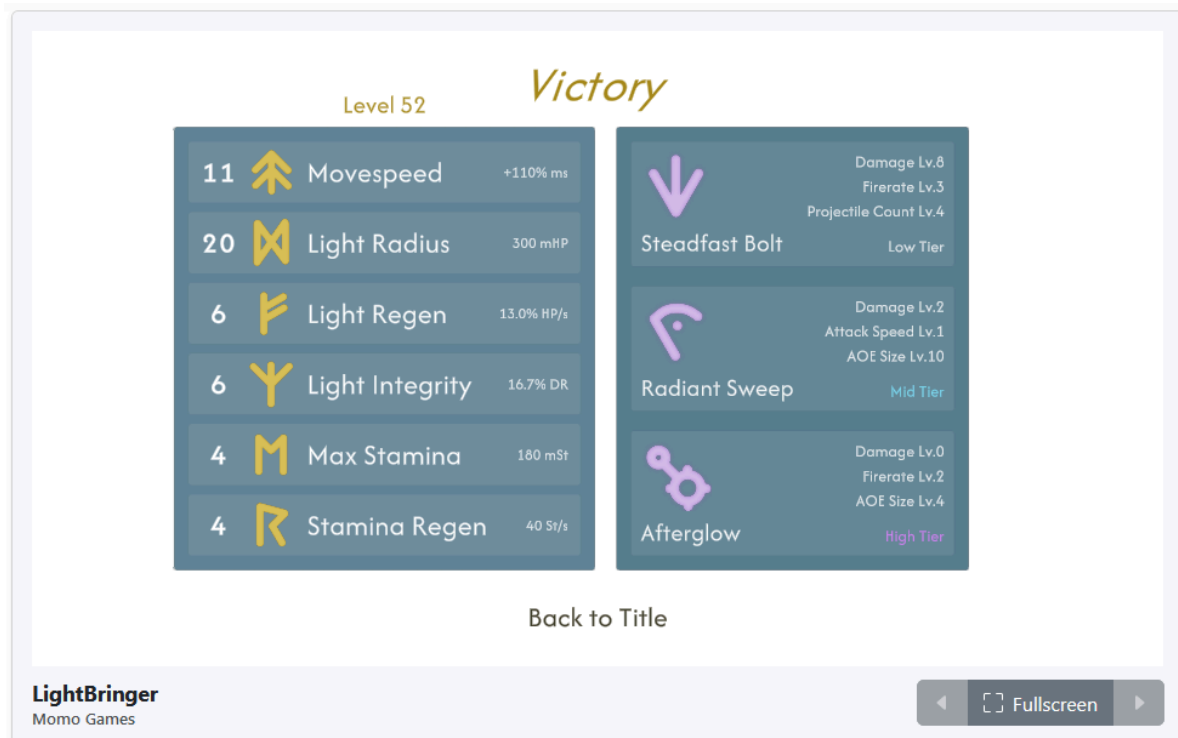 Victory
Level 52
11 Movespeed +110% ms
20 Light Radius 300 mHP
6 Light Regen 13.0% HP/s
6 Light Integrity 16.7% DR
4 Max Stamina 180 mSt
4 Stamina Regen 40 St/s
Damage Lv.8
Firerate Lv.3
Projectile Count Lv.4
Steadfast Bolt Low Tier
Damage Lv.2
Attack Speed Lv.1
AOE Size Lv.10
Radiant Sweep Mid Tier
Damage Lv.0
Firerate Lv.2
AOE Size Lv.4
Afterglow High Tier
Back to Title
LightBringer
Momo Games
Fullscreen